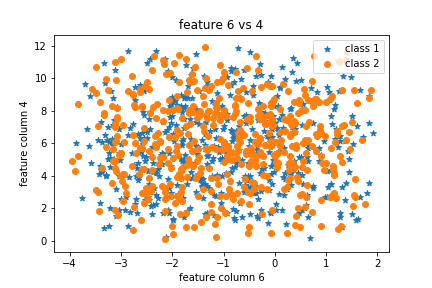 feature 6 vs 4
class 1
class 2
12
10
8
6
4
2
0
feature column 4
−4
−3
−2
−1
0
1
2
feature column 6